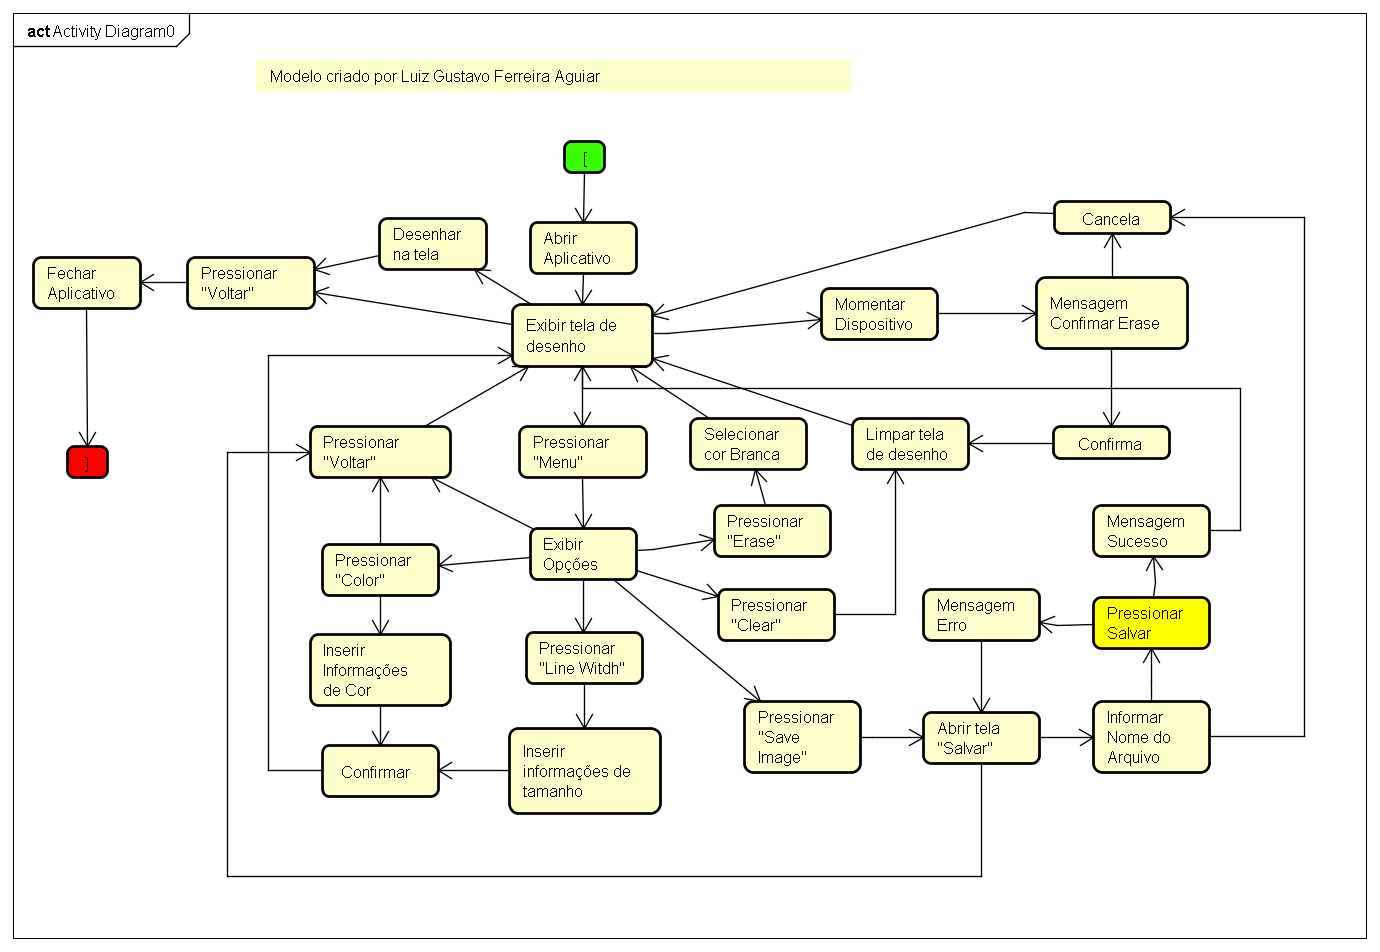 act Activity Diagram0
Modelo criado por Luiz Gustavo Ferreira Aguiar
[
Abrir
Aplicativo
Desenhar
na tela
Pressionar
"Voltar"
Fechar
Aplicativo
]
Exibir tela de
desenho
Momentar
Dispositivo
Mensagem
Confimar Erase
Cancela
Confirma
Limpar tela
de desenho
Selecionar
cor Branca
Pressionar
"Menu"
Pressionar
"Voltar"
Exibir
Opções
Pressionar
"Erase"
Pressionar
"Clear"
Pressionar
"Color"
Inserir
Informações
de Cor
Confirmar
Pressionar
"Line Witdh"
Inserir
informações de
tamanho
Pressionar
"Save
Image"
Abrir tela
"Salvar"
Informar
Nome do
Arquivo
Pressionar
Salvar
Mensagem
Erro
Mensagem
Sucesso